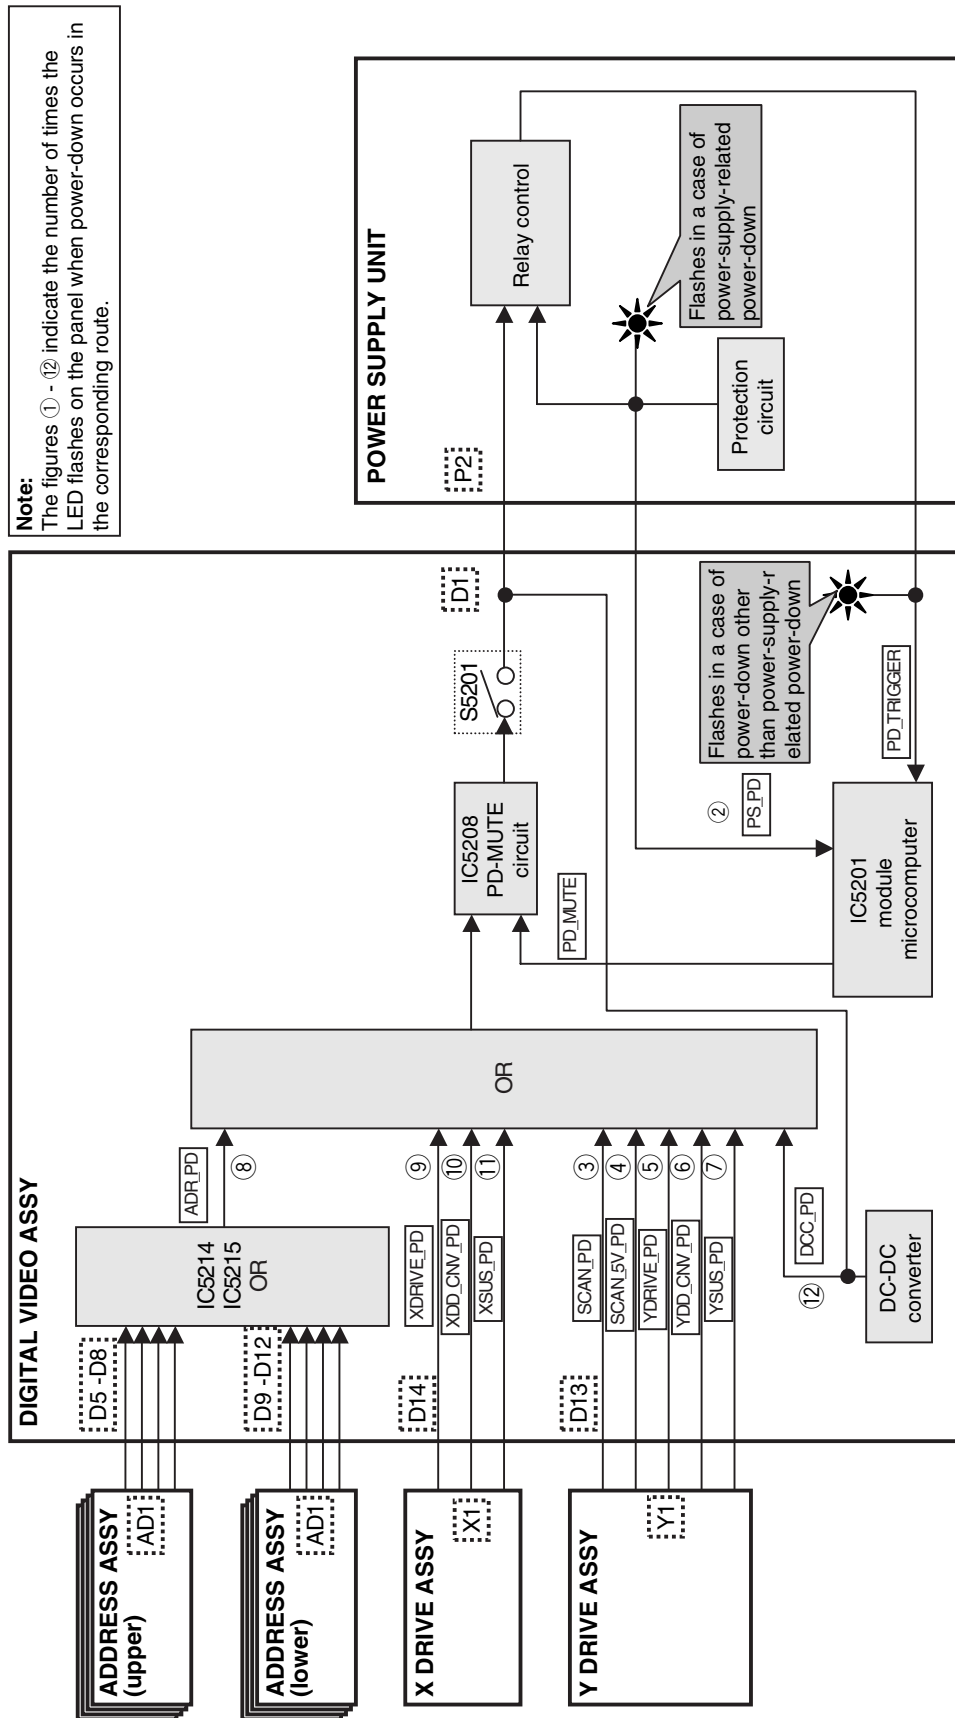 Note:
The figures ① - ⑫ indicate the number of times the
LED flashes on the panel when power-down occurs in
the corresponding route.
DIGITAL VIDEO ASSY
POWER SUPPLY UNIT
ADDRESS ASSY
(upper)
AD1
D5 -D8
ADDRESS ASSY
(lower)
AD1
D9 -D12
IC5214
IC5215
OR
ADR_PD
⑧
X DRIVE ASSY
X1
D14
XDRIVE_PD
⑨
XDD_CNV_PD
⑩
XSUS_PD
⑪
Y DRIVE ASSY
Y1
D13
SCAN_PD
③
SCAN_5V_PD
④
YDRIVE_PD
⑤
YDD_CNV_PD
⑥
YSUS_PD
⑦
DCC_PD
⑫
DC-DC
converter
OR
IC5208
PD-MUTE
circuit
PD_MUTE
S5201
D1
P2
Relay control
Flashes in a case of
power-supply-related
power-down
Protection
circuit
②
PS_PD
Flashes in a case of
power-down other
than power-supply-r
elated power-down
PD_TRIGGER
IC5201
module
microcomputer